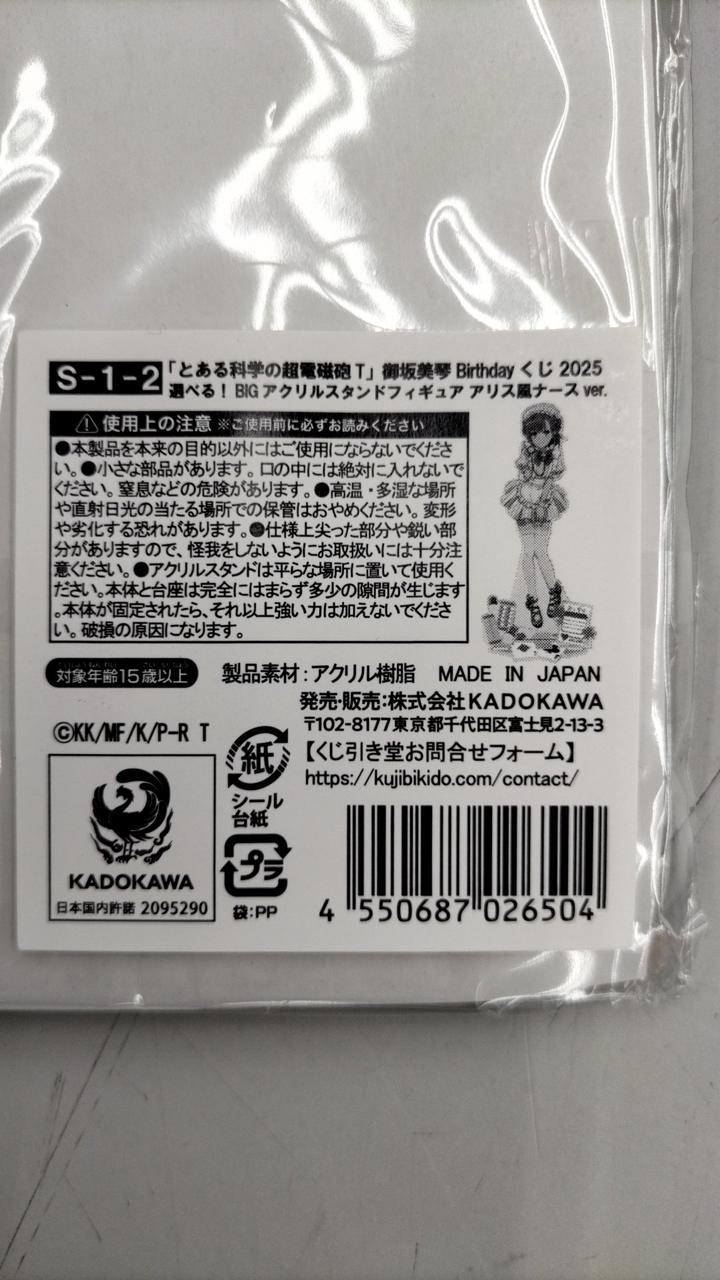 S-1-2
「とある科学の超電磁砲T」御坂美琴 Birthday くじ 2025
選べる! BIG アクリルスタンドフィギュア アリス風ナース ver.
使用上の注意 ※ご使用前に必ずお読みください
●本製品を本来の目的以外にはご使用にならないでくださ
い。●小さな部品があります。口の中には絶対に入れないで
ください。窒息などの危険があります。●高温・多湿な場所
や直射日光の当たる場所での保管はおやめください。変形
や劣化する恐れがあります。●仕様上尖った部分や鋭い部
分がありますので、怪我をしないようにお取扱いには十分注
意ください。●アクリルスタンドは平らな場所に置いて使用く
ださい。本体と台座は完全にはまらず多少の隙間が生じます
。本体が固定されたら、それ以上強い力は加えないでくださ
い。破損の原因になります。
たいしょうねんれい さいいじょう
対象年齢15歳以上
製品素材:アクリル樹脂 MADE IN JAPAN
発売・販売:株式会社KADOKAWA
〒102-8177東京都千代田区富士見2-13-3
©KK/MF/K/P-R T
紙
シール
台紙
【くじ引き堂お問合せフォーム】
https://kujibikido.com/contact/
KADOKAWA
日本国内許諾 2095290
プラ
袋:PP
4 550687 026504